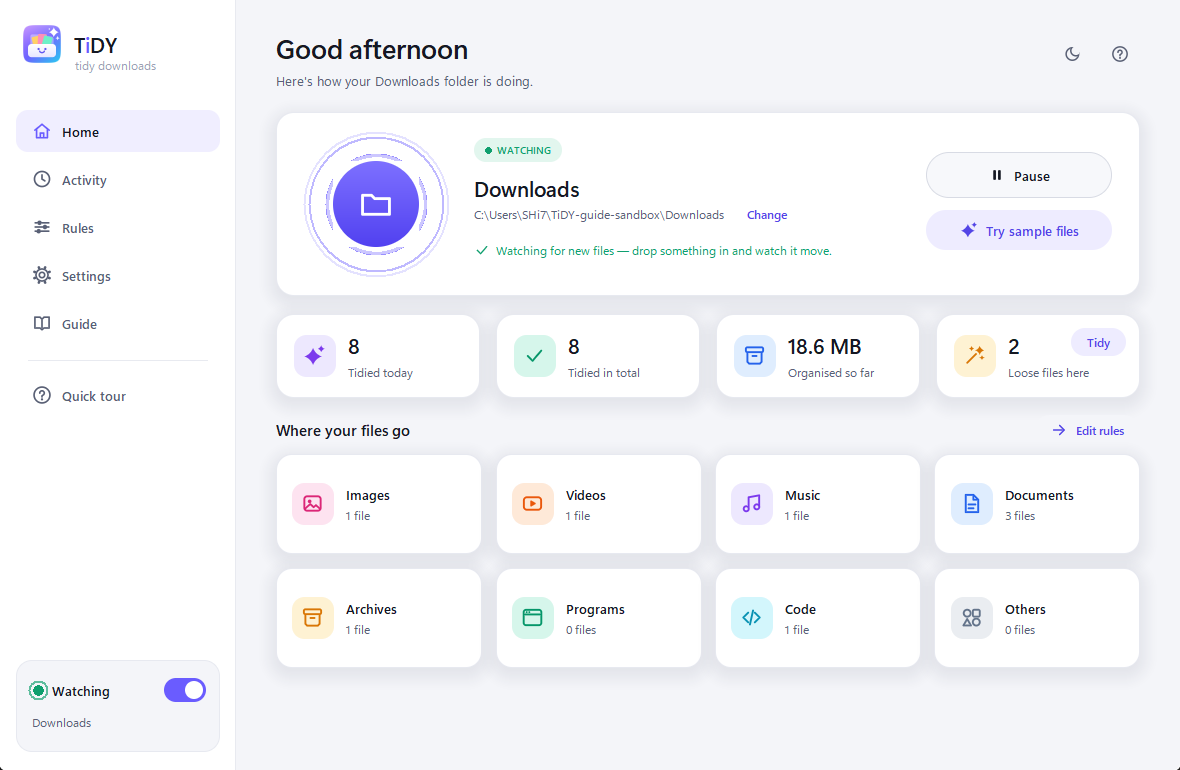 TiDY
tidy downloads
Home
Activity
Rules
Settings
Guide
Quick tour
Watching
Downloads
Good afternoon
Here's how your Downloads folder is doing.
WATCHING
Downloads
C:\Users\SHi7\TiDY-guide-sandbox\Downloads Change
Watching for new files — drop something in and watch it move.
Pause
Try sample files
8
Tidied today
8
Tidied in total
18.6 MB
Organised so far
2
Loose files here
Tidy
Where your files go
Edit rules
Images
1 file
Videos
1 file
Music
1 file
Documents
3 files
Archives
1 file
Programs
0 files
Code
1 file
Others
0 files